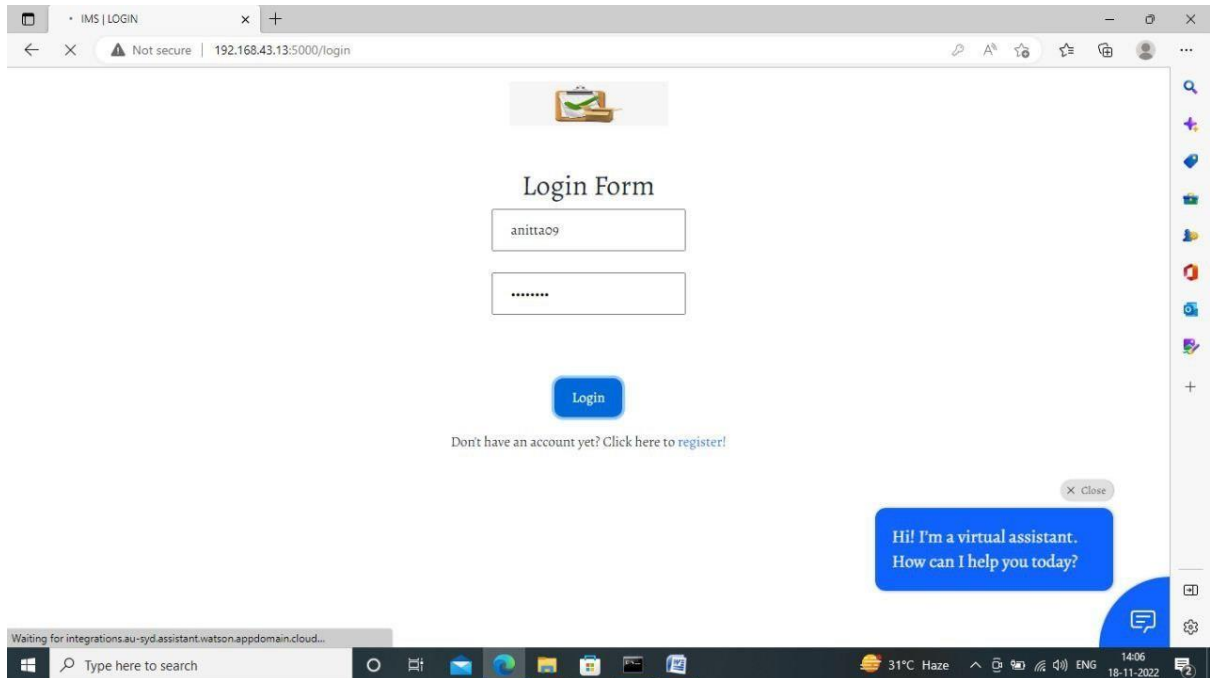 IMS | LOGIN
Not secure | 192.168.43.13:5000/login
Login Form
anitta09
••••••••
Login
Don't have an account yet? Click here to register!
× Close
Hi! I'm a virtual assistant.
How can I help you today?
Waiting for integrations.au-syd.assistant.watson.appdomain.cloud...
Type here to search
31°C Haze
ENG
14:06
18-11-2022
2